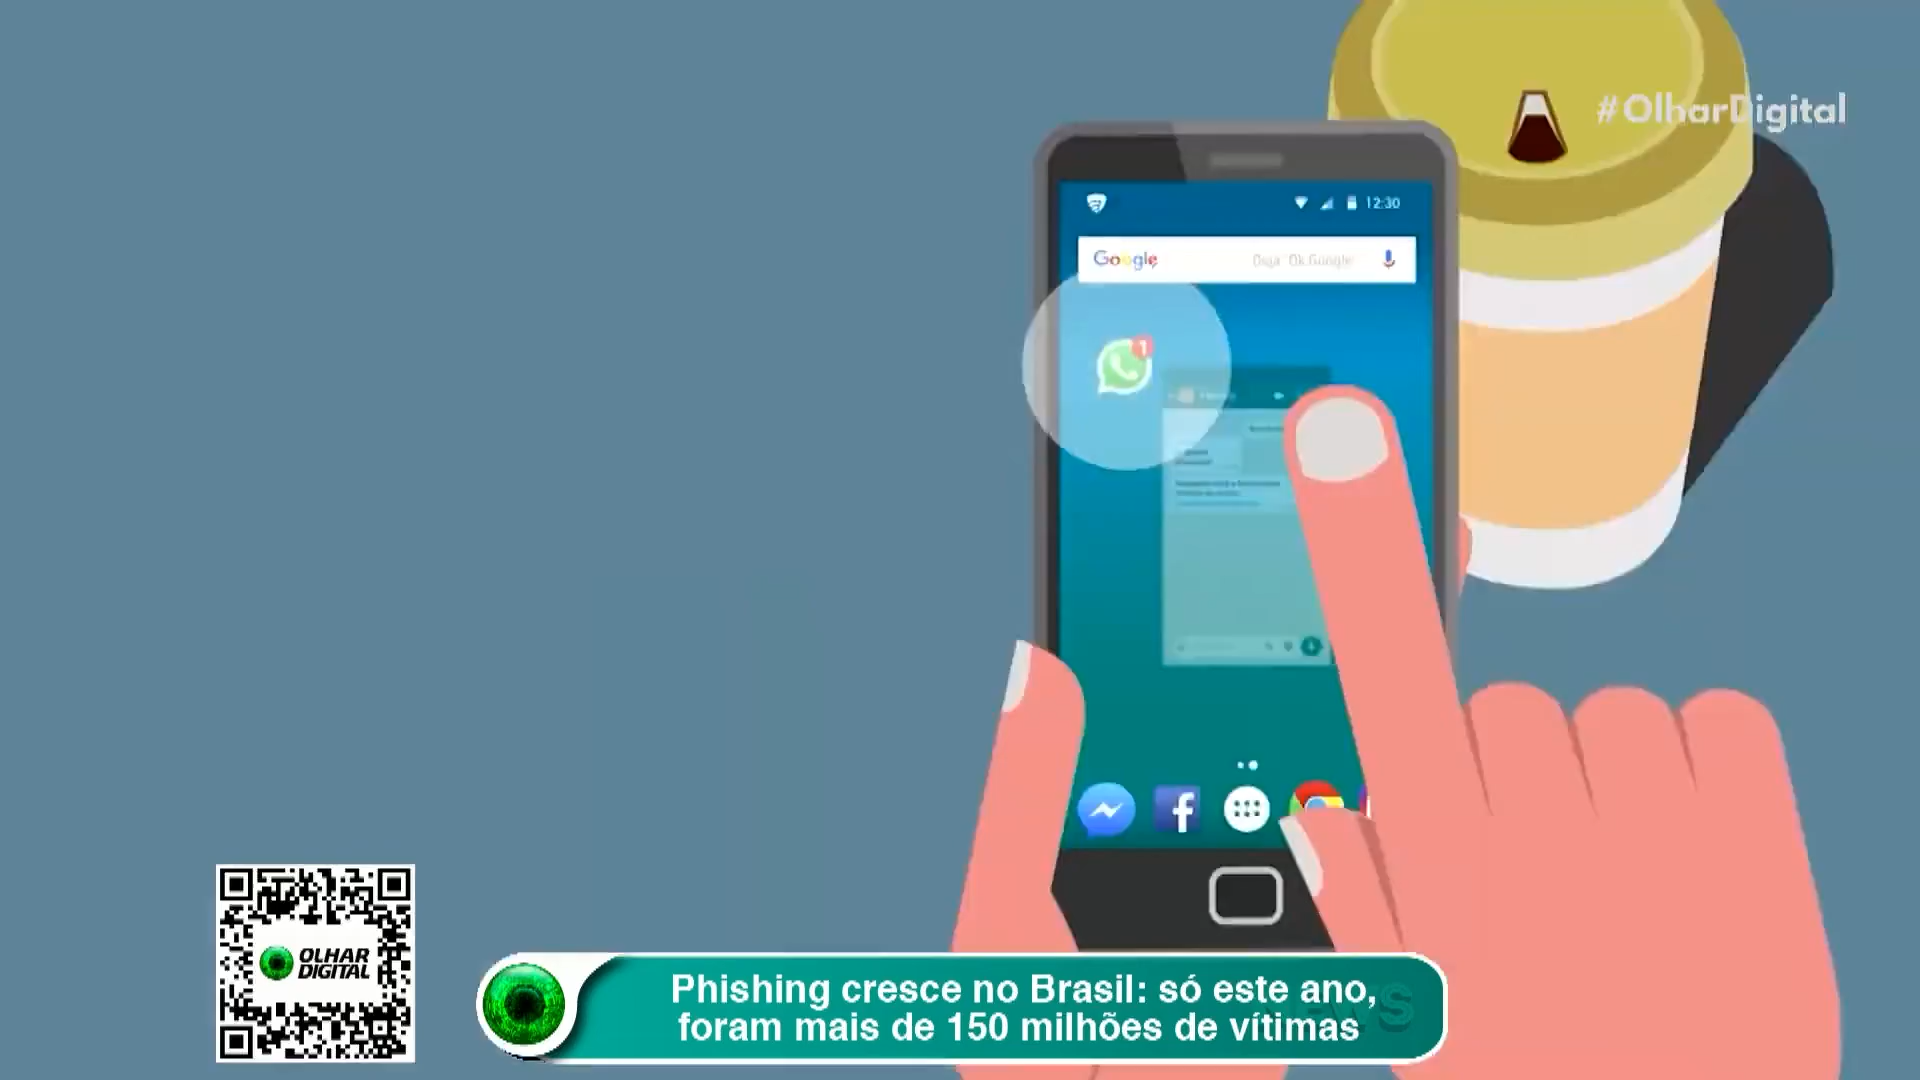 #OlharDigital
12:30
Google
1
OLHAR
DIGITAL
Phishing cresce no Brasil: só este ano,
foram mais de 150 milhões de vítimas